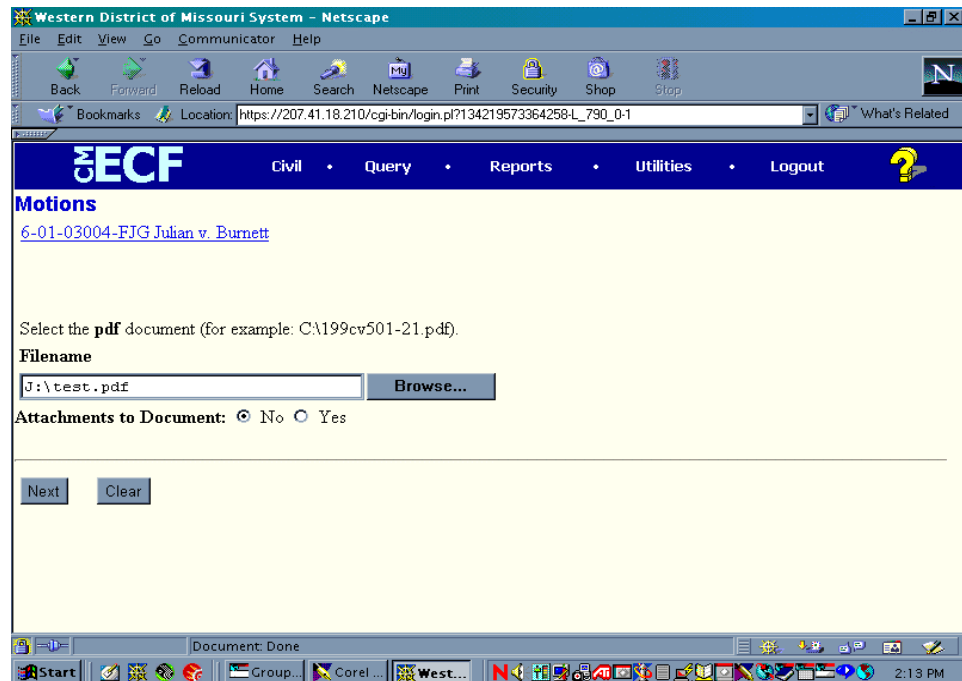 Western District of Missouri System - Netscape
File Edit View Go Communicator Help
Back Forward Reload Home Search Netscape Print Security Shop Stop
My
N
Bookmarks Location: https://207.41.18.210/cgi-bin/login.pl?134219573364258-L_790_0-1 What's Related
CM ECF Civil • Query • Reports • Utilities • Logout ?
Motions
6-01-03004-FJG Julian v. Burnett
Select the pdf document (for example: C:\199cv501-21.pdf).
Filename
J:\test.pdf Browse...
Attachments to Document: No Yes
Next Clear
Document: Done
Start Group... Corel ... West... 2:13 PM